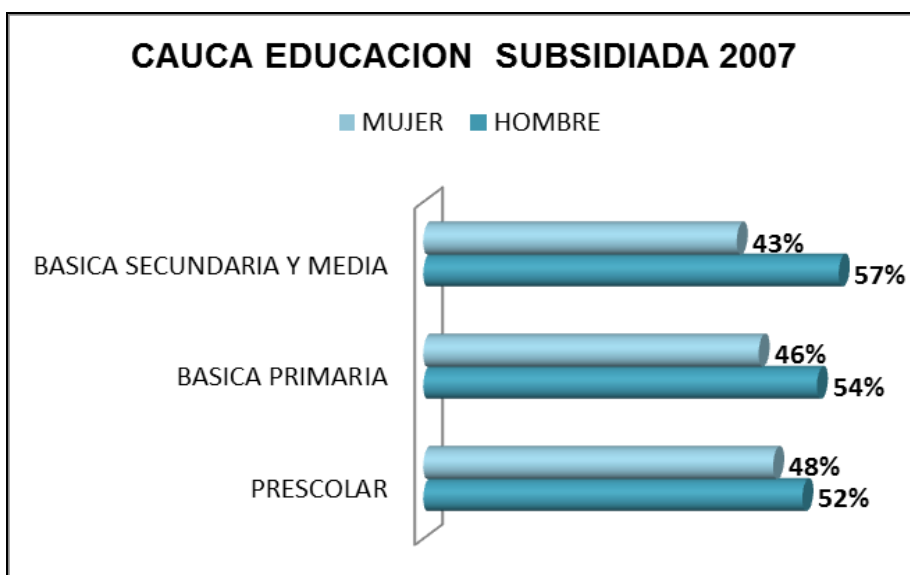 CAUCA EDUCACION SUBSIDIADA 2007
MUJER HOMBRE
BASICA SECUNDARIA Y MEDIA
43%
57%
BASICA PRIMARIA
46%
54%
PRESCOLAR
48%
52%